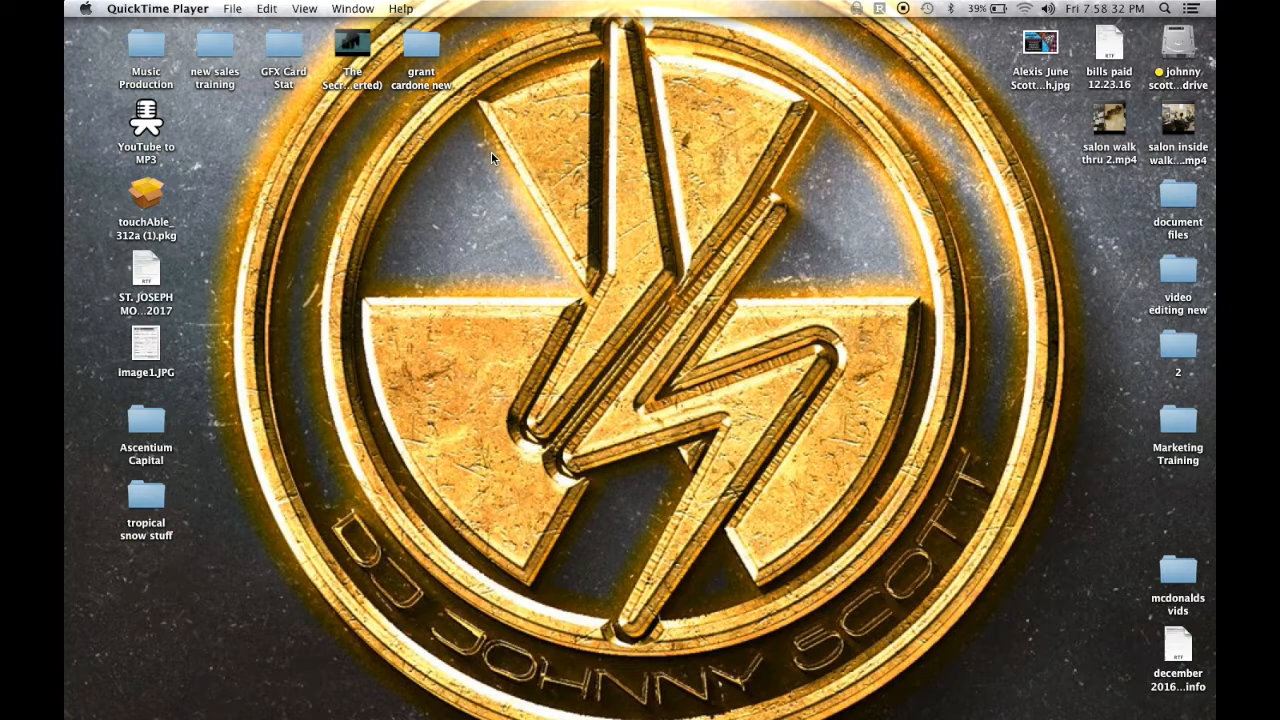 QuickTime Player File Edit View Window Help 39% Fri 7 58 32 PM
Music Production
new sales training
GFX Card Stat
The Secr...erted)
grant cardone new
Alexis June Scott...h.jpg
RTF
bills paid 12.23.16
johnny scott...drive
YouTube to MP3
salon walk thru 2.mp4
salon inside walk....mp4
touchAble_312a (1).pkg
document files
RTF
ST. JOSEPH MO...2017
video editing new
Image1.JPG
2
Ascentium Capital
Marketing Training
tropical snow stuff
mcdonalds vids
RTF
december 2016...info
DJ JOHNNY SCOTT